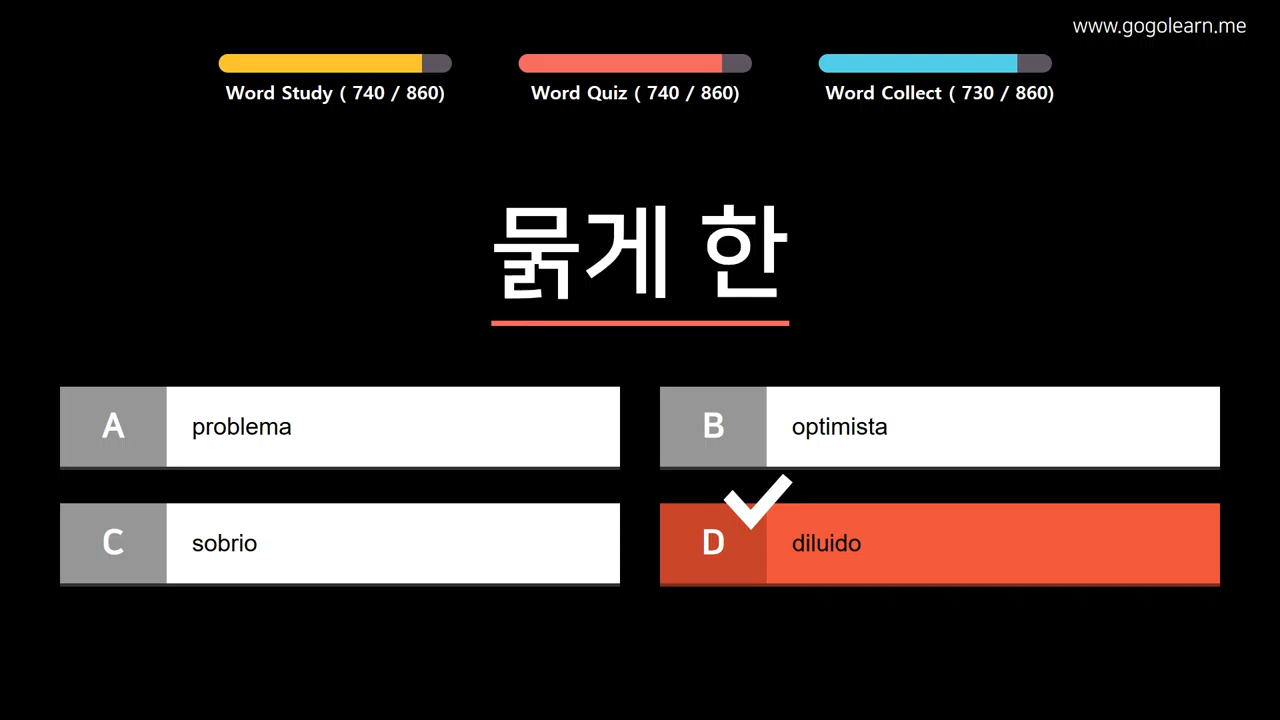 www.gogolearn.me
Word Study ( 740 / 860)
Word Quiz ( 740 / 860)
Word Collect ( 730 / 860)
묽게 한
A problema
B optimista
C sobrio
D diluido